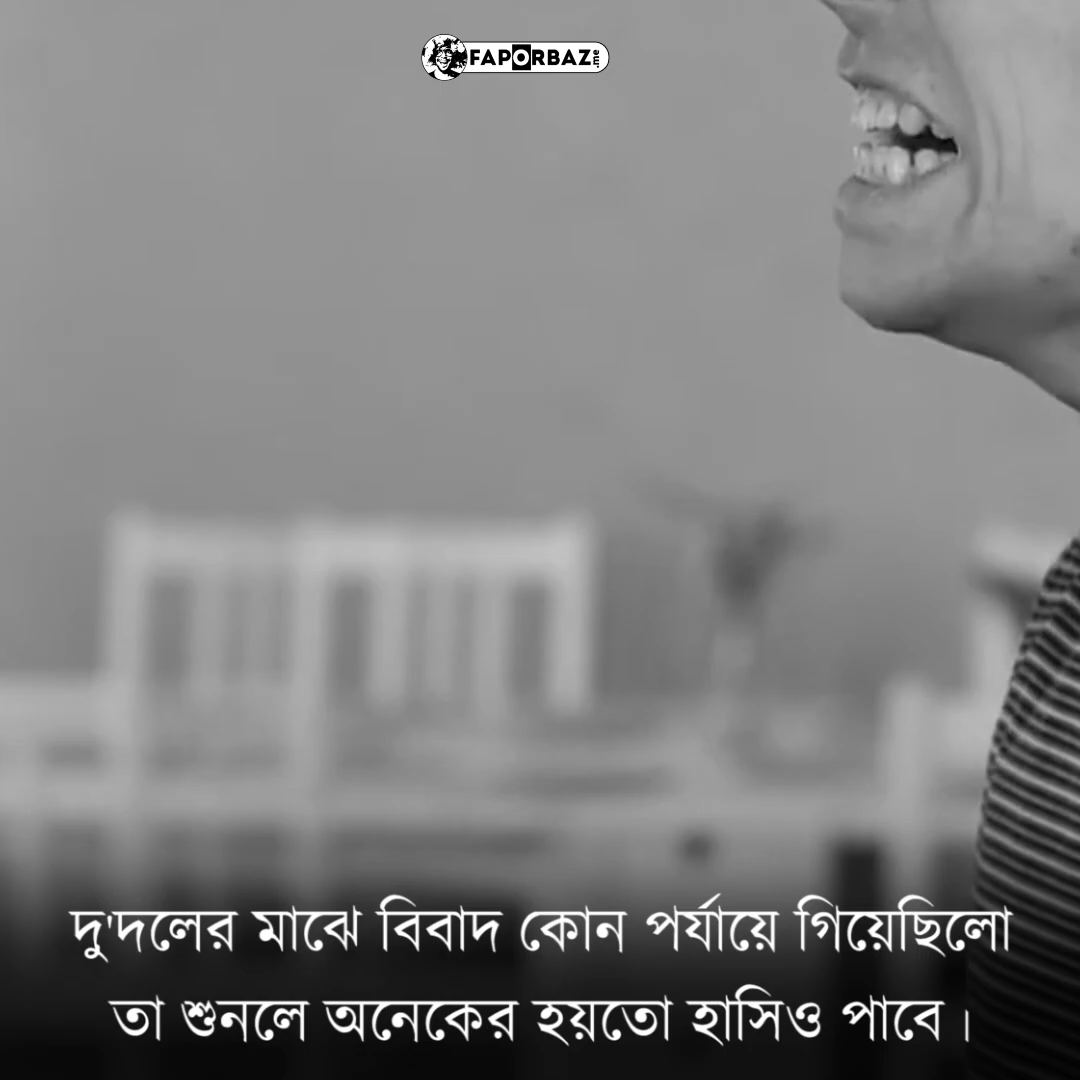 FAPORBAZ.me
দু'দলের মাঝে বিবাদ কোন পর্যায়ে গিয়েছিলো
তা শুনলে অনেকের হয়তো হাসিও পাবে।